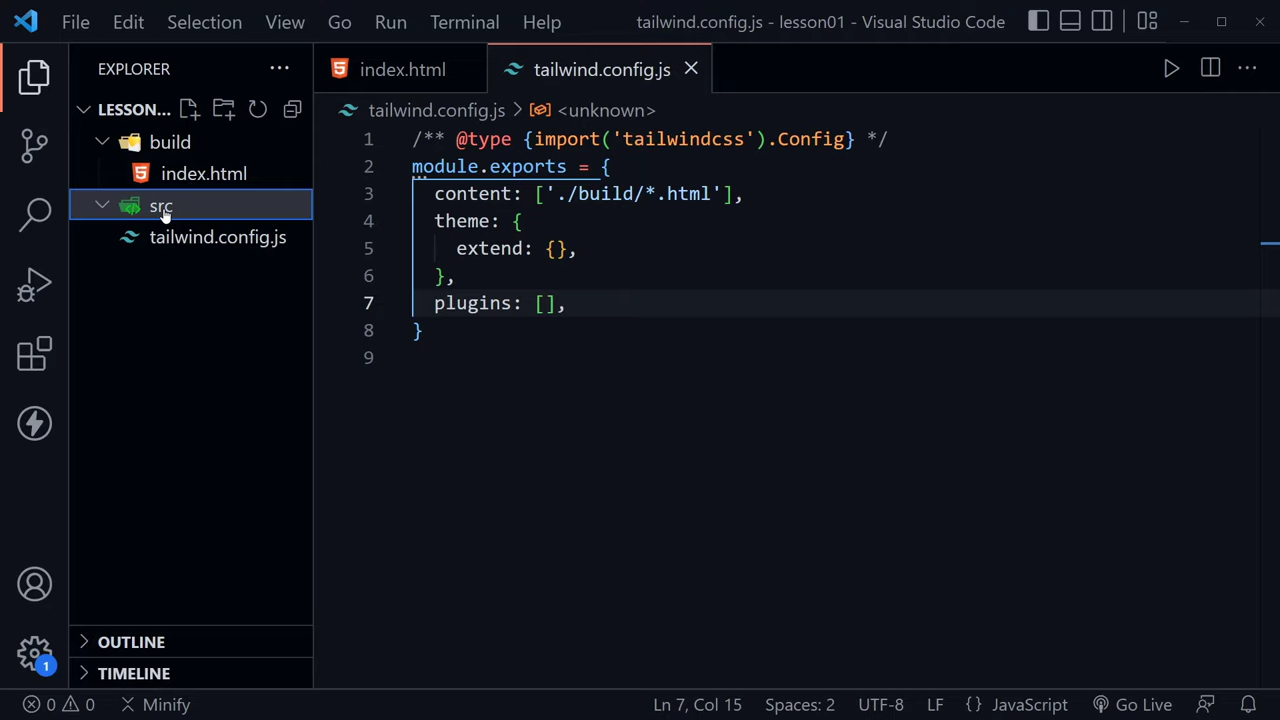 File Edit Selection View Go Run Terminal Help tailwind.config.js - lesson01 - Visual Studio Code
EXPLORER
LESSON...
build
index.html
src
tailwind.config.js
OUTLINE
TIMELINE
index.html tailwind.config.js
tailwind.config.js > <unknown>
1 /** @type {import('tailwindcss').Config} */
2 module.exports = {
3 content: ['./build/*.html'],
4 theme: {
5 extend: {},
6 },
7 plugins: [],
8 }
9
1
0 0 Minify Ln 7, Col 15 Spaces: 2 UTF-8 LF {} JavaScript Go Live